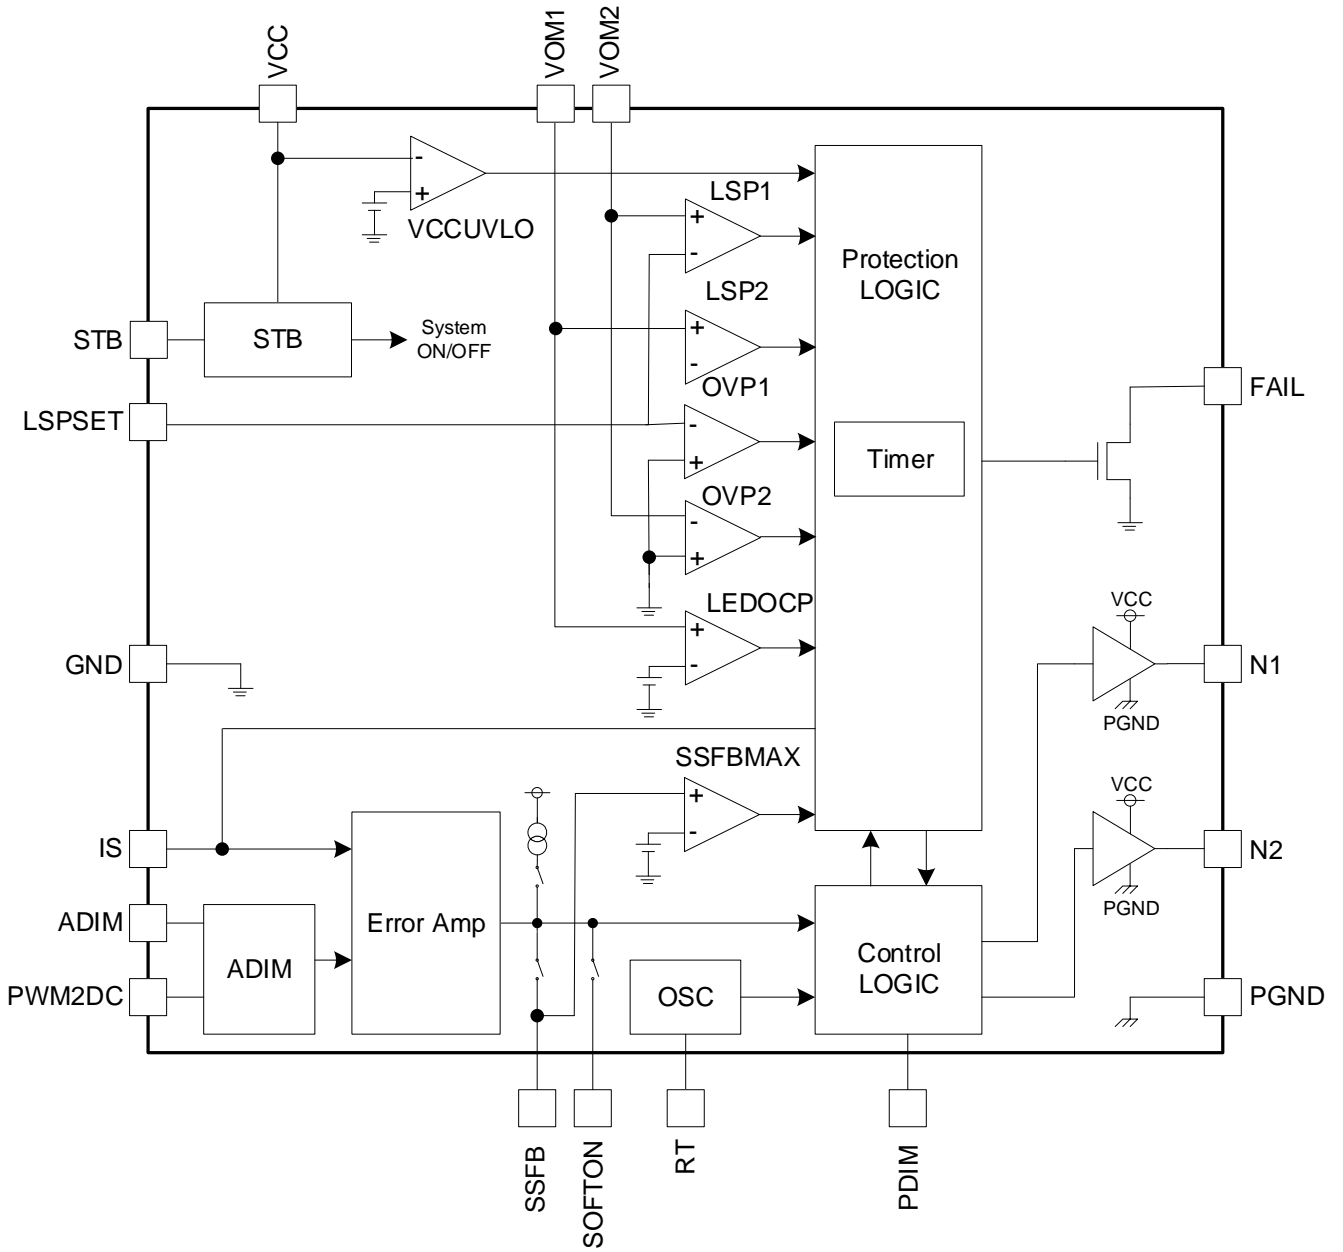 VCC
VOM1
VOM2
-
+
VCCUVLO
LSP1
+
-
Protection
LOGIC
LSP2
STB
STB
System
ON/OFF
+
-
FAIL
OVP1
LSPSET
-
+
Timer
OVP2
-
+
LEDOCP
+
-
VCC
GND
N1
PGND
SSFBMAX
+
-
VCC
IS
N2
PGND
ADIM
Error Amp
ADIM
Control
LOGIC
PWM2DC
OSC
PGND
SSFB
SOFTON
RT
PDIM